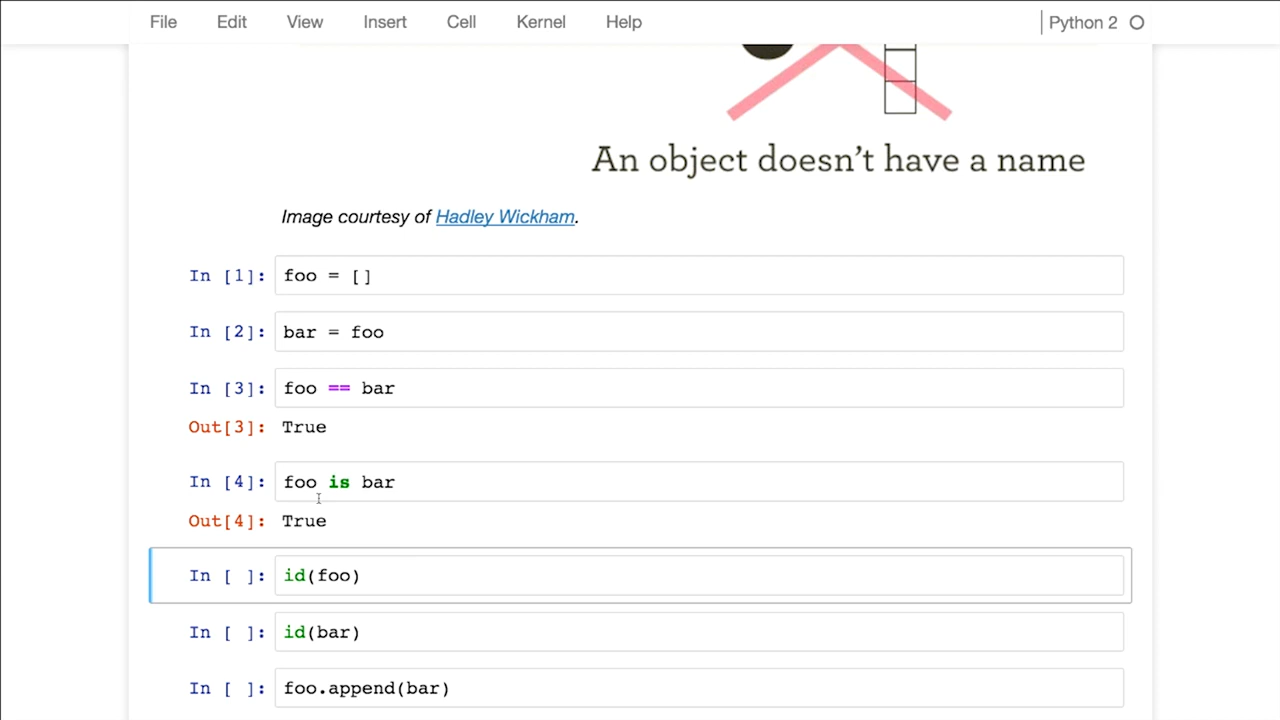 File Edit View Insert Cell Kernel Help Python 2
An object doesn’t have a name
Image courtesy of Hadley Wickham.
In [1]: foo = []
In [2]: bar = foo
In [3]: foo == bar
Out[3]: True
In [4]: foo is bar
Out[4]: True
In [ ]: id(foo)
In [ ]: id(bar)
In [ ]: foo.append(bar)